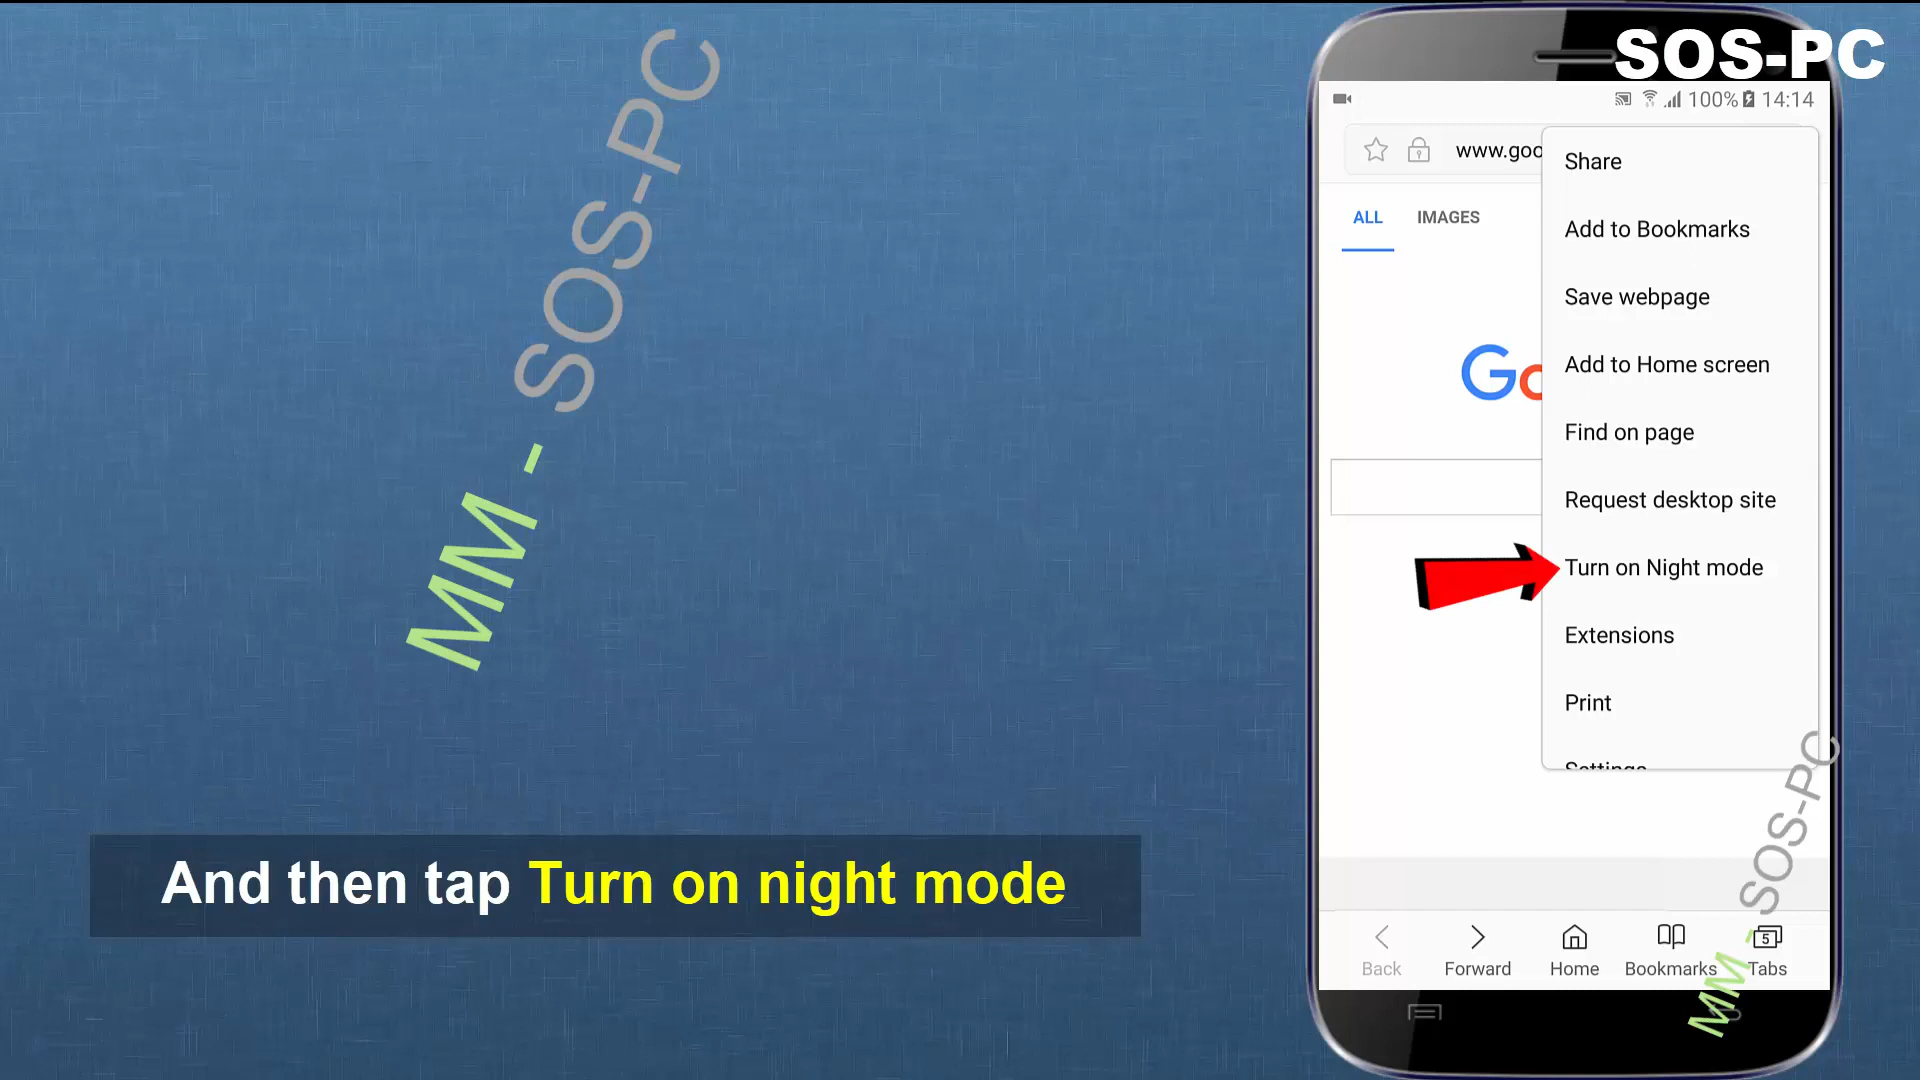 SOS-PC
MM - SOS-PC
100% 14:14
www.goo
Share
ALL IMAGES
Add to Bookmarks
Save webpage
Go
Add to Home screen
Find on page
Request desktop site
Turn on Night mode
Extensions
Print
Settings
And then tap Turn on night mode
5
Back Forward Home Bookmarks Tabs
MM - SOS-PC